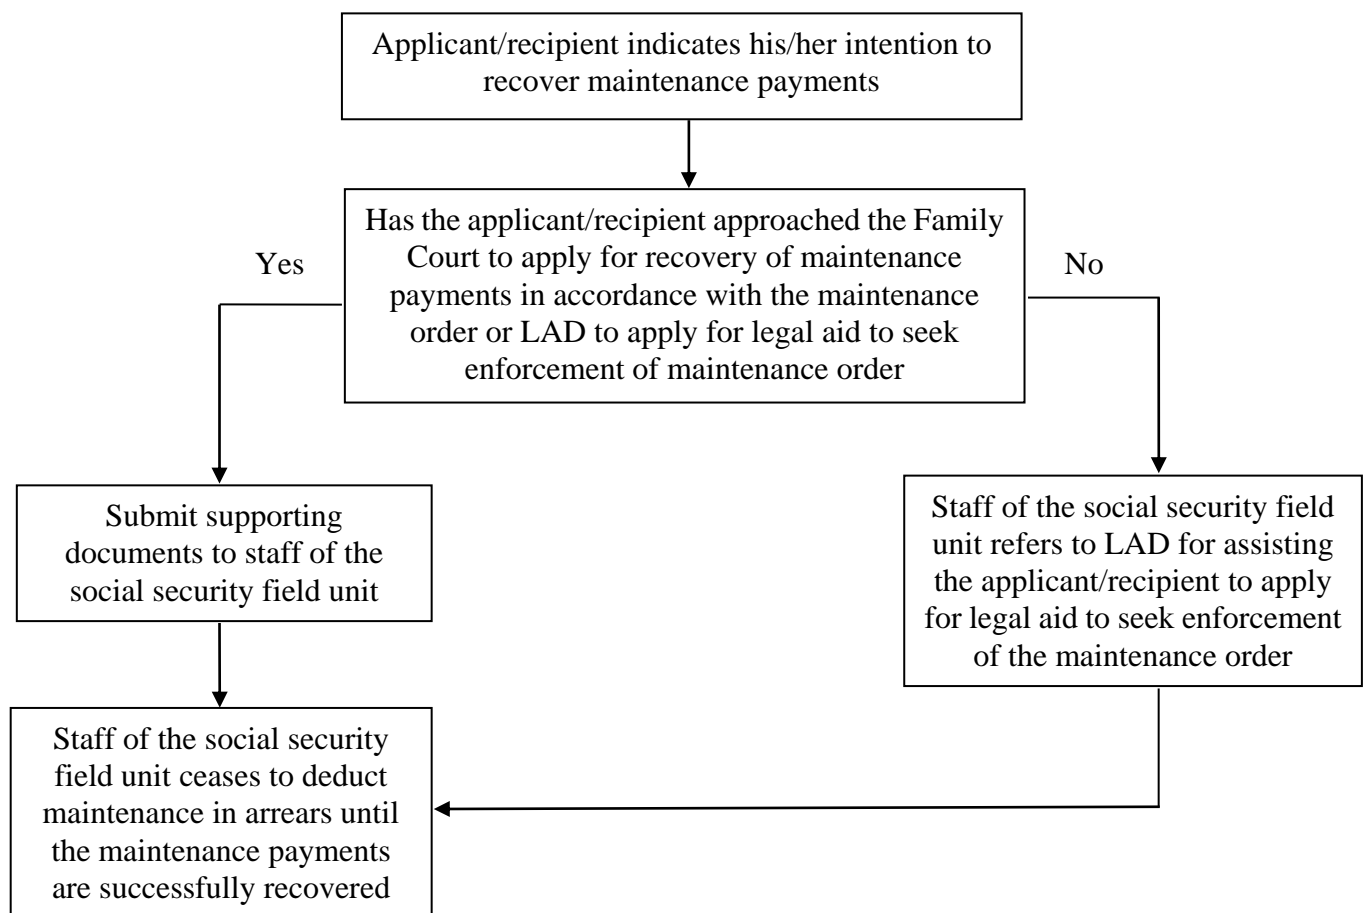 Applicant/recipient indicates his/her intention to
recover maintenance payments
Has the applicant/recipient approached the Family
Court to apply for recovery of maintenance
payments in accordance with the maintenance
order or LAD to apply for legal aid to seek
enforcement of maintenance order
Yes
No
Submit supporting
documents to staff of the
social security field unit
Staff of the social security field
unit refers to LAD for assisting
the applicant/recipient to apply
for legal aid to seek enforcement
of the maintenance order
Staff of the social security
field unit ceases to deduct
maintenance in arrears until
the maintenance payments
are successfully recovered